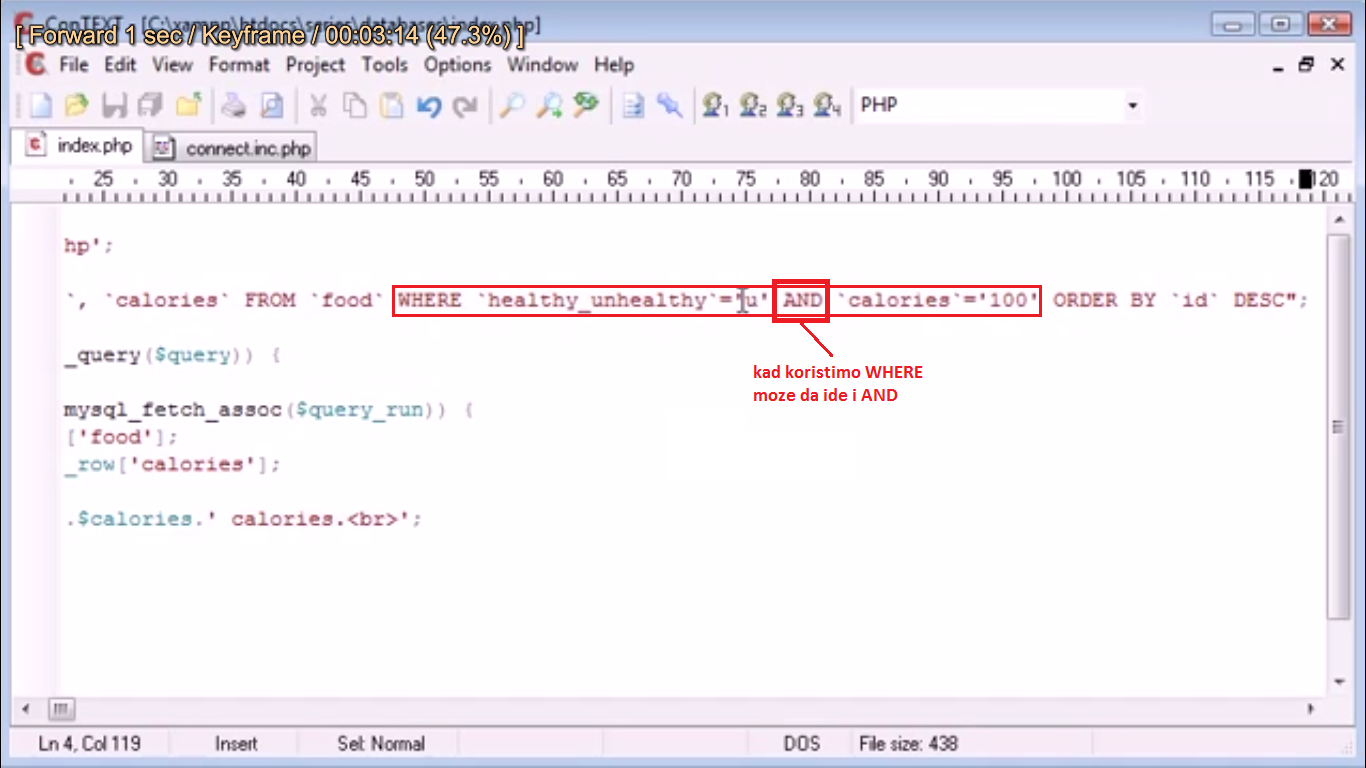 ConTEXT - [C:\xampp\htdocs\series\databases\index.php]
[ Forward 1 sec / Keyframe / 00:03:14 (47.3%) ]
File Edit View Format Project Tools Options Window Help
1 2 3 4 PHP
index.php connect.inc.php
25 30 35 40 45 50 55 60 65 70 75 80 85 90 95 100 105 110 115 120
hp';
`, `calories` FROM `food` WHERE `healthy_unhealthy`='u' AND `calories`='100' ORDER BY `id` DESC";
_query($query)) {
kad koristimo WHERE
moze da ide i AND
mysql_fetch_assoc($query_run)) {
['food'];
_row['calories'];
.$calories.' calories.<br>';
Ln 4, Col 119 Insert Sel: Normal DOS File size: 438